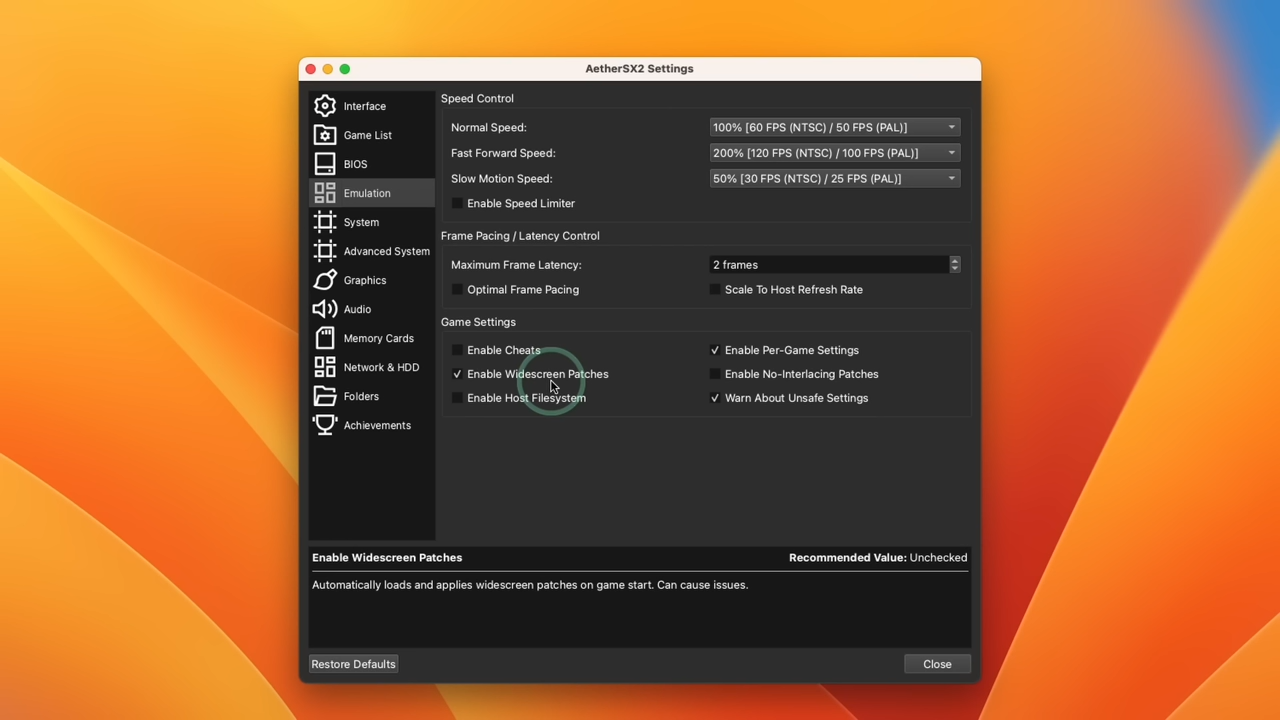 AetherSX2 Settings
Interface
Game List
BIOS
Emulation
System
Advanced System
Graphics
Audio
Memory Cards
Network & HDD
Folders
Achievements
Speed Control
Normal Speed: 100% [60 FPS (NTSC) / 50 FPS (PAL)]
Fast Forward Speed: 200% [120 FPS (NTSC) / 100 FPS (PAL)]
Slow Motion Speed: 50% [30 FPS (NTSC) / 25 FPS (PAL)]
Enable Speed Limiter
Frame Pacing / Latency Control
Maximum Frame Latency: 2 frames
Optimal Frame Pacing Scale To Host Refresh Rate
Game Settings
Enable Cheats Enable Per-Game Settings
Enable Widescreen Patches Enable No-Interlacing Patches
Enable Host Filesystem Warn About Unsafe Settings
Enable Widescreen Patches Recommended Value: Unchecked
Automatically loads and applies widescreen patches on game start. Can cause issues.
Restore Defaults Close